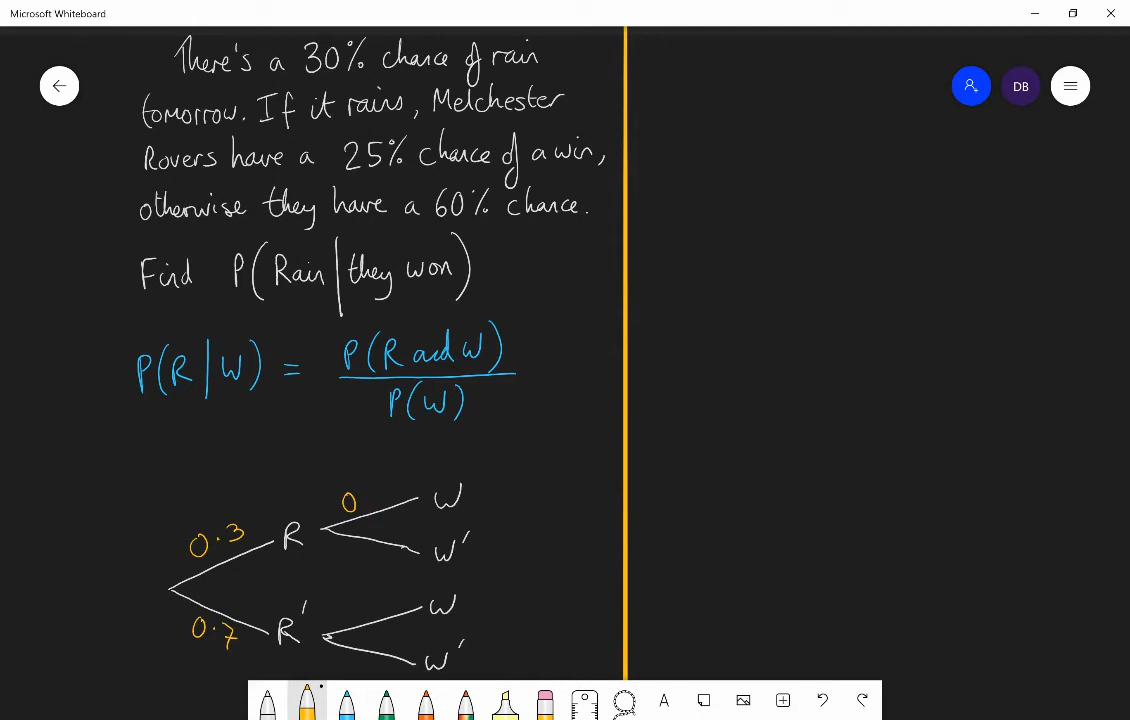 Microsoft Whiteboard
There's a 30% chance of rain
tomorrow. If it rains, Melchester
Rovers have a 25% chance of a win,
otherwise they have a 60% chance.
Find P(Rain|they won)
P(R|W) = P(R and W)
P(W)
DB
0
W
0.3
R
W'
W
0.7
R'
W'
A